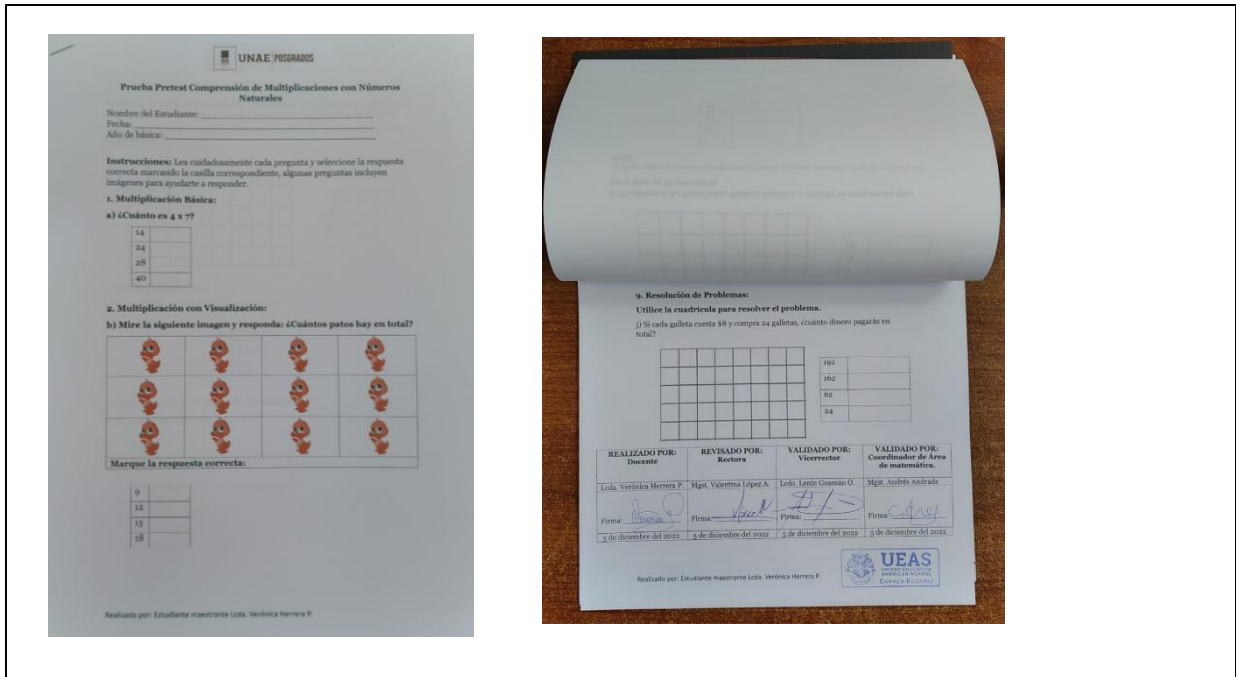 UNAE POSGRADOS
Prueba Pretest Comprensión de Multiplicaciones con Números
Naturales
Nombre del Estudiante:
Fecha:
Año de básica:
Instrucciones: Lea cuidadosamente cada pregunta y seleccione la respuesta
correcta marcando la casilla correspondiente, algunas preguntas incluyen
imágenes para ayudarte a responder.
1. Multiplicación Básica:
a) ¿Cuánto es 4 x 7?
14
24
28
40
2. Multiplicación con Visualización:
b) Mire la siguiente imagen y responda: ¿Cuántos patos hay en total?
Marque la respuesta correcta:
9
12
15
18
Realizado por: Estudiante maestrante Lcda. Verónica Herrera P.
9. Resolución de Problemas:
Utilice la cuadrícula para resolver el problema.
j) Si cada galleta cuesta $8 y compra 24 galletas, ¿cuánto dinero pagarás en
total?
192
162
62
24
REALIZADO POR: Docente
REVISADO POR: Rectora
VALIDADO POR: Vicerrector
VALIDADO POR: Coordinador de Área de matemática.
Lcda. Verónica Herrera P. Mgst. Valentina López A. Ledo. Lenin Guamán O. Mgst. Andrés Andrade
Firma: Firma: Firma: Firma:
5 de diciembre del 2022 5 de diciembre del 2022 5 de diciembre del 2022 5 de diciembre del 2022
Realizado por: Estudiante maestrante Lcda. Verónica Herrera P.
UEAS
UNIDAD EDUCATIVA
AMERICAN SCHOOL
Cuenca-Ecuador